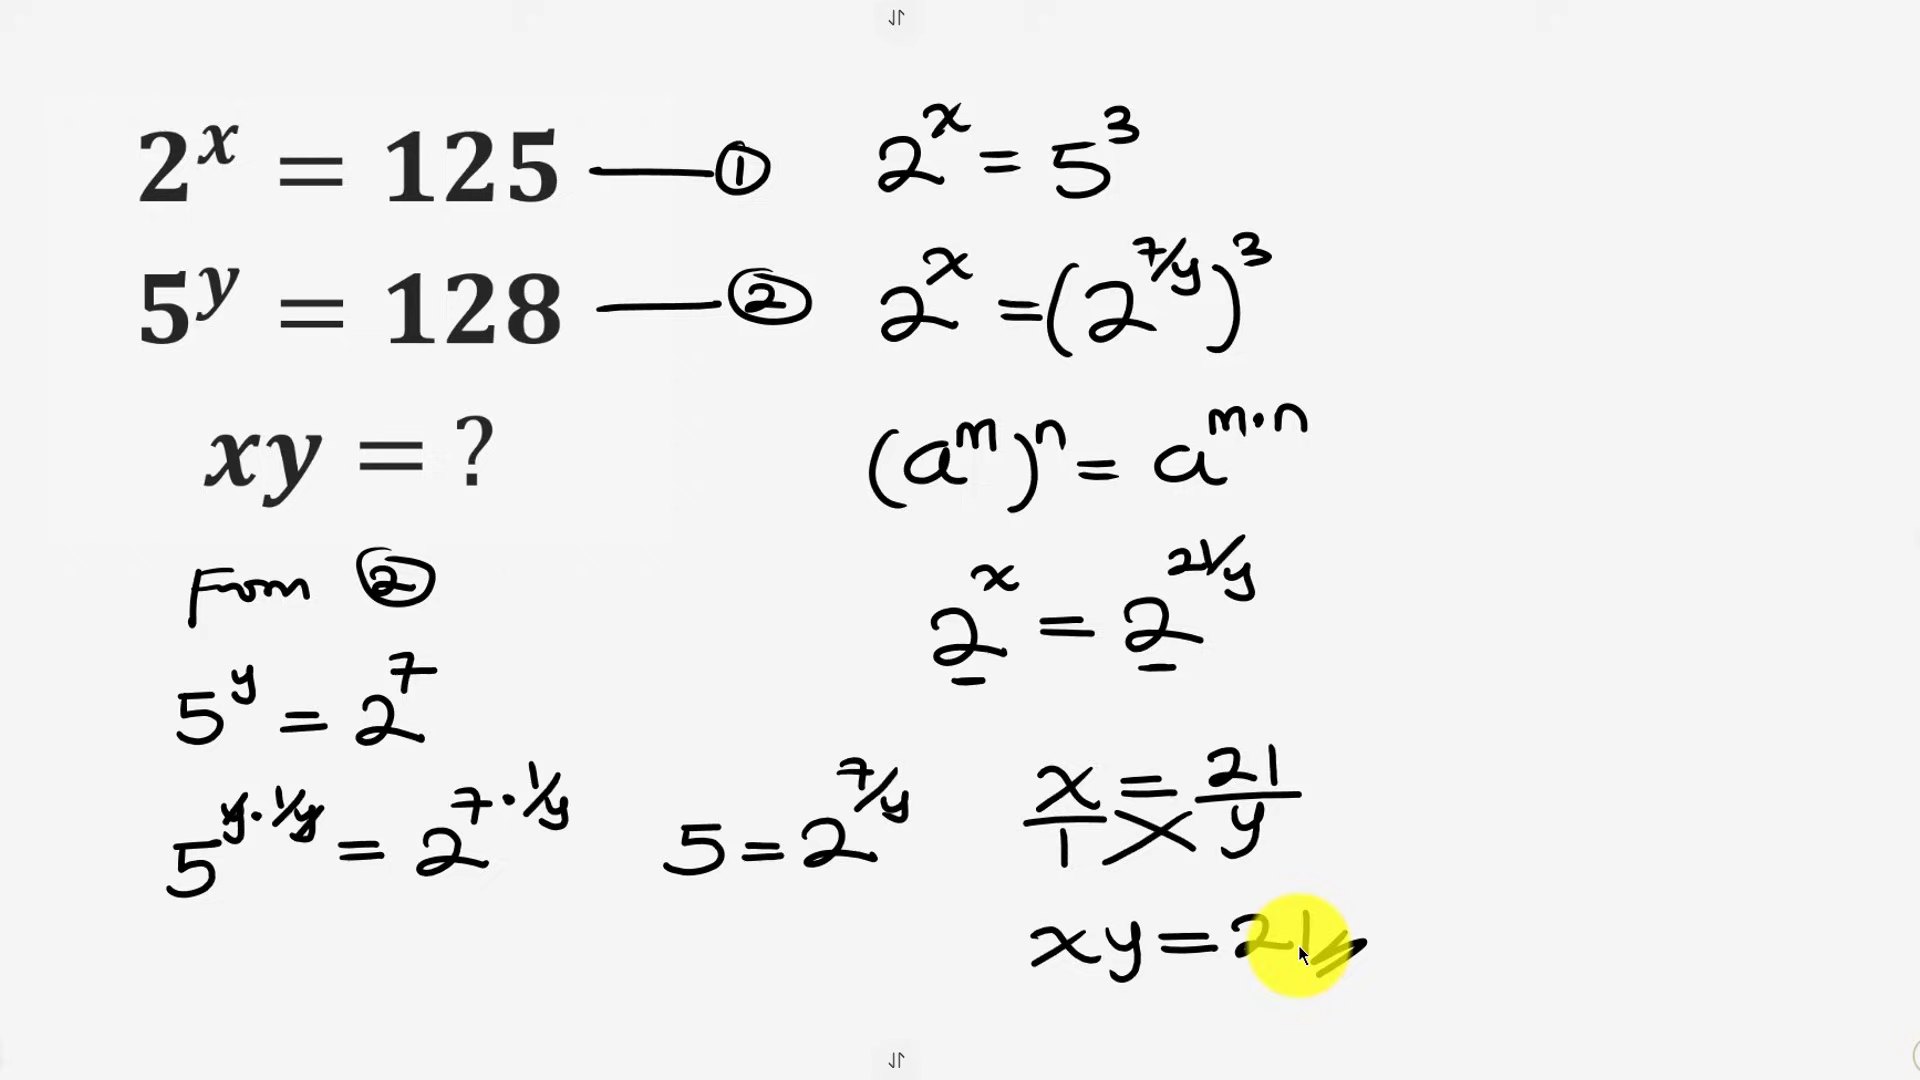 2^x = 125 —— ①
5^y = 128 —— ②
xy = ?
From ②
5^y = 2^7
5^{y·1/y} = 2^{7·1/y}
5 = 2^{7/y}
2^x = 5^3
2^x = (2^{7/y})^3
(a^m)^n = a^{m·n}
2^x = 2^{21/y}
x/1 = 21/y
xy = 21